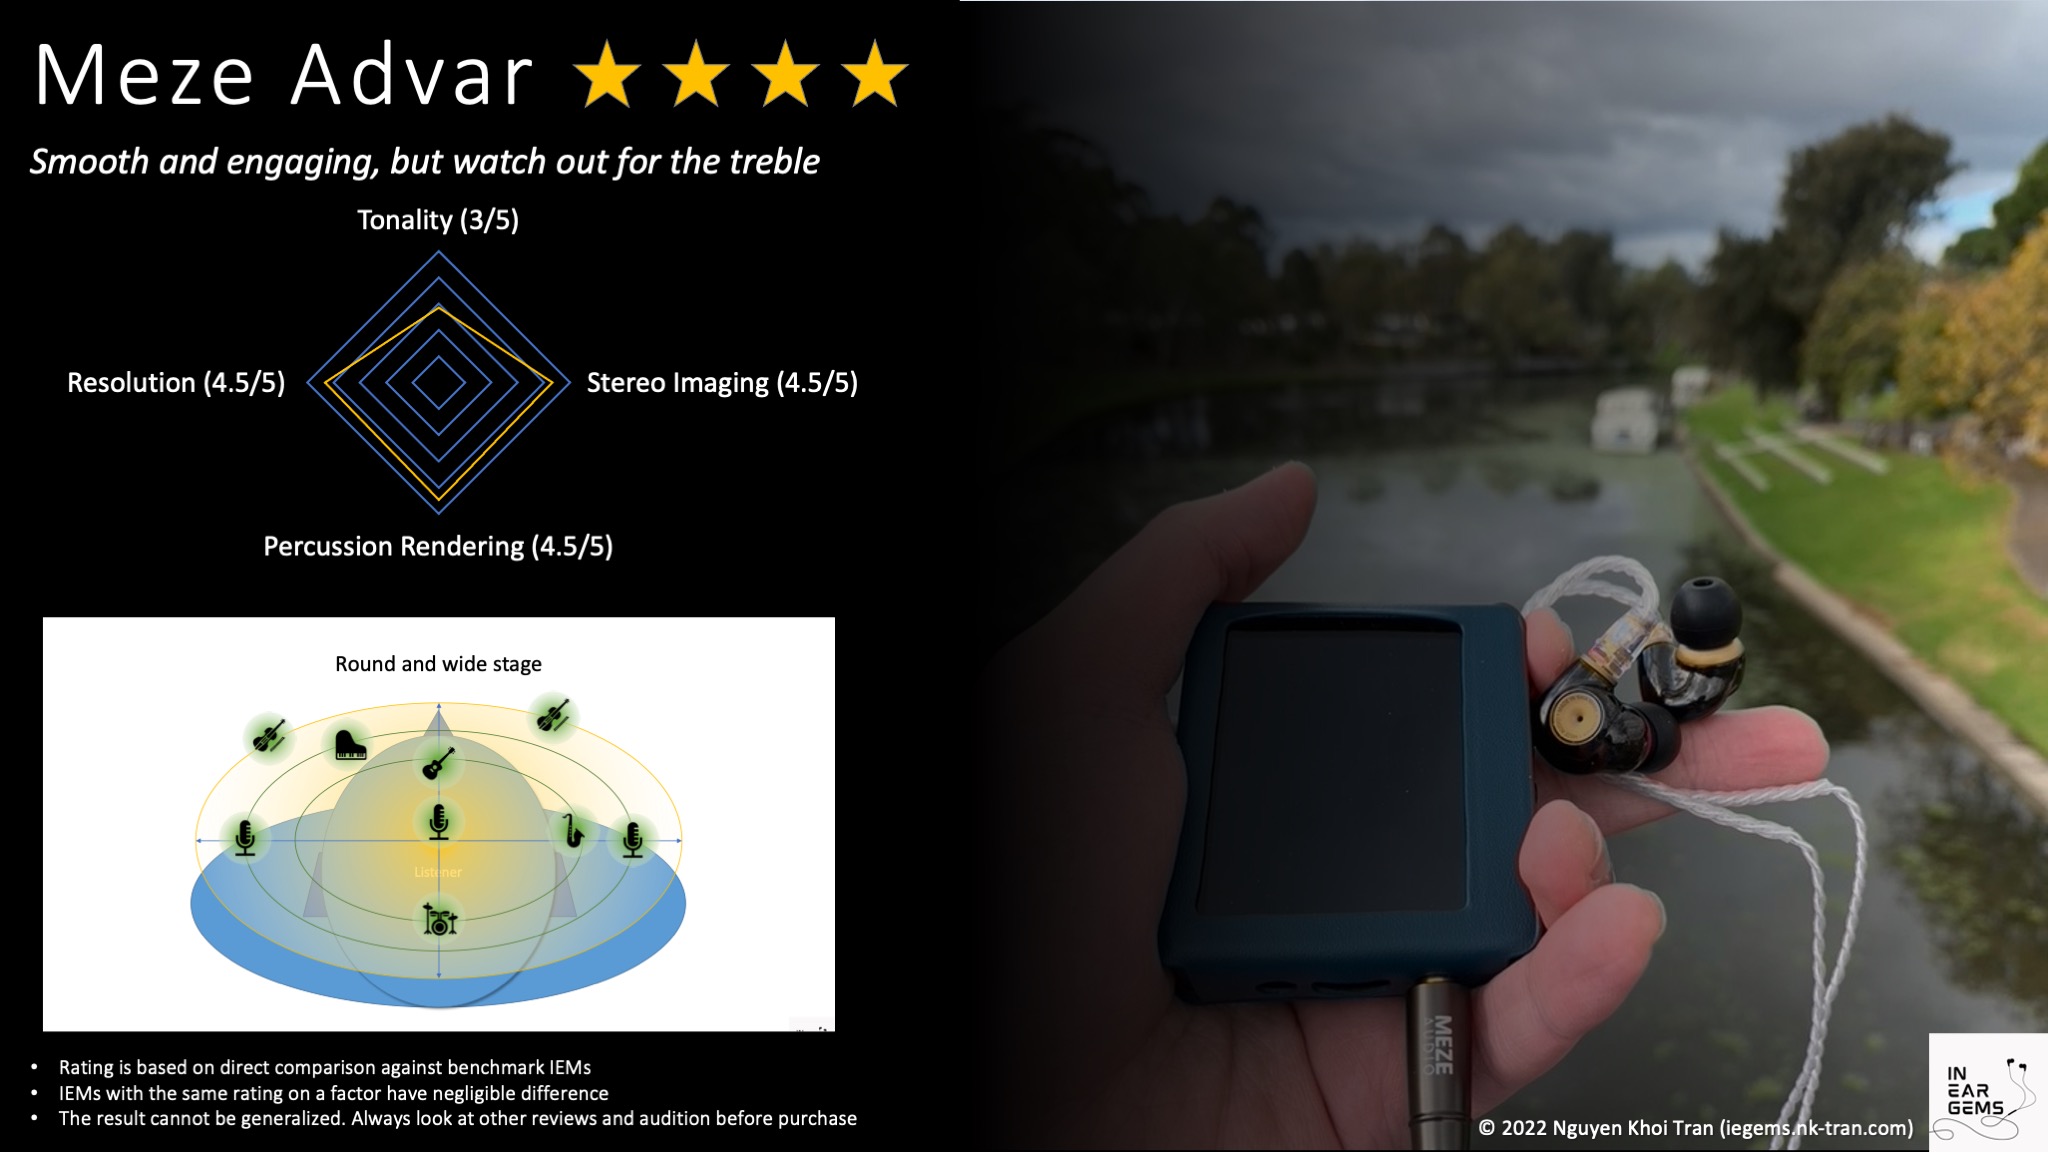 Meze Advar
Smooth and engaging, but watch out for the treble
Tonality (3/5)
Resolution (4.5/5)
Stereo Imaging (4.5/5)
Percussion Rendering (4.5/5)
Round and wide stage
Listener
• Rating is based on direct comparison against benchmark IEMs
• IEMs with the same rating on a factor have negligible difference
• The result cannot be generalized. Always look at other reviews and audition before purchase
MEZE
AUDIO
© 2022 Nguyen Khoi Tran (iegems.nk-tran.com)
IN
EAR
GEMS